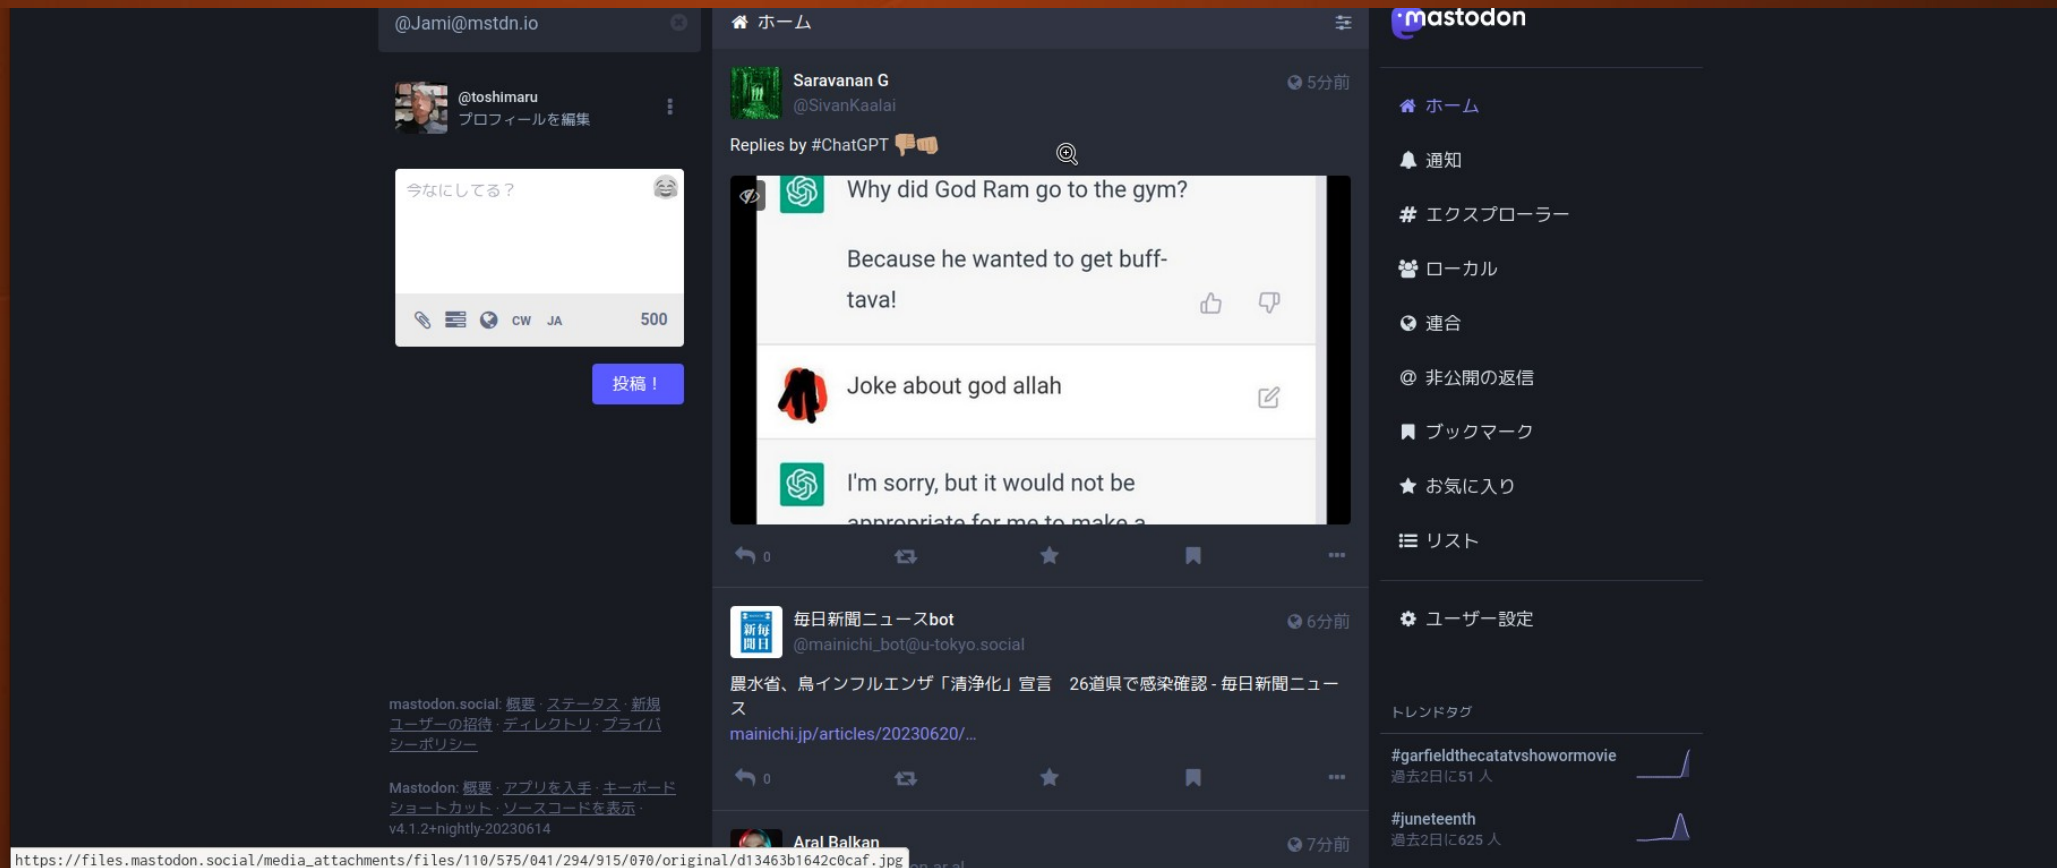 @Jami@mstdn.io
@toshimaru
プロフィールを編集
今なにしてる？
CW JA 500
投稿！
mastodon.social: 概要 · ステータス · 新規
ユーザーの招待 · ディレクトリ · プライバ
シーポリシー
Mastodon: 概要 · アプリを入手 · キーボード
ショートカット · ソースコードを表示 ·
v4.1.2+nightly-20230614
ホーム
Saravanan G
5分前
@SivanKaalai
Replies by #ChatGPT 👎🏽👊🏽
Why did God Ram go to the gym?
Because he wanted to get buff-
tava!
Joke about god allah
I'm sorry, but it would not be
appropriate for me to make a
0
毎日新聞ニュースbot
6分前
@mainichi_bot@u-tokyo.social
農水省、鳥インフルエンザ「清浄化」宣言　26道県で感染確認 - 毎日新聞ニュー
ス
mainichi.jp/articles/20230620/…
0
Aral Balkan
7分前
mastodon
ホーム
通知
# エクスプローラー
ローカル
連合
@ 非公開の返信
ブックマーク
お気に入り
リスト
ユーザー設定
トレンドタグ
#garfieldthecatatvshowormovie
過去2日に51 人
#juneteenth
過去2日に625 人
https://files.mastodon.social/media_attachments/files/110/575/041/294/915/070/original/d13463b1642c0caf.jpg